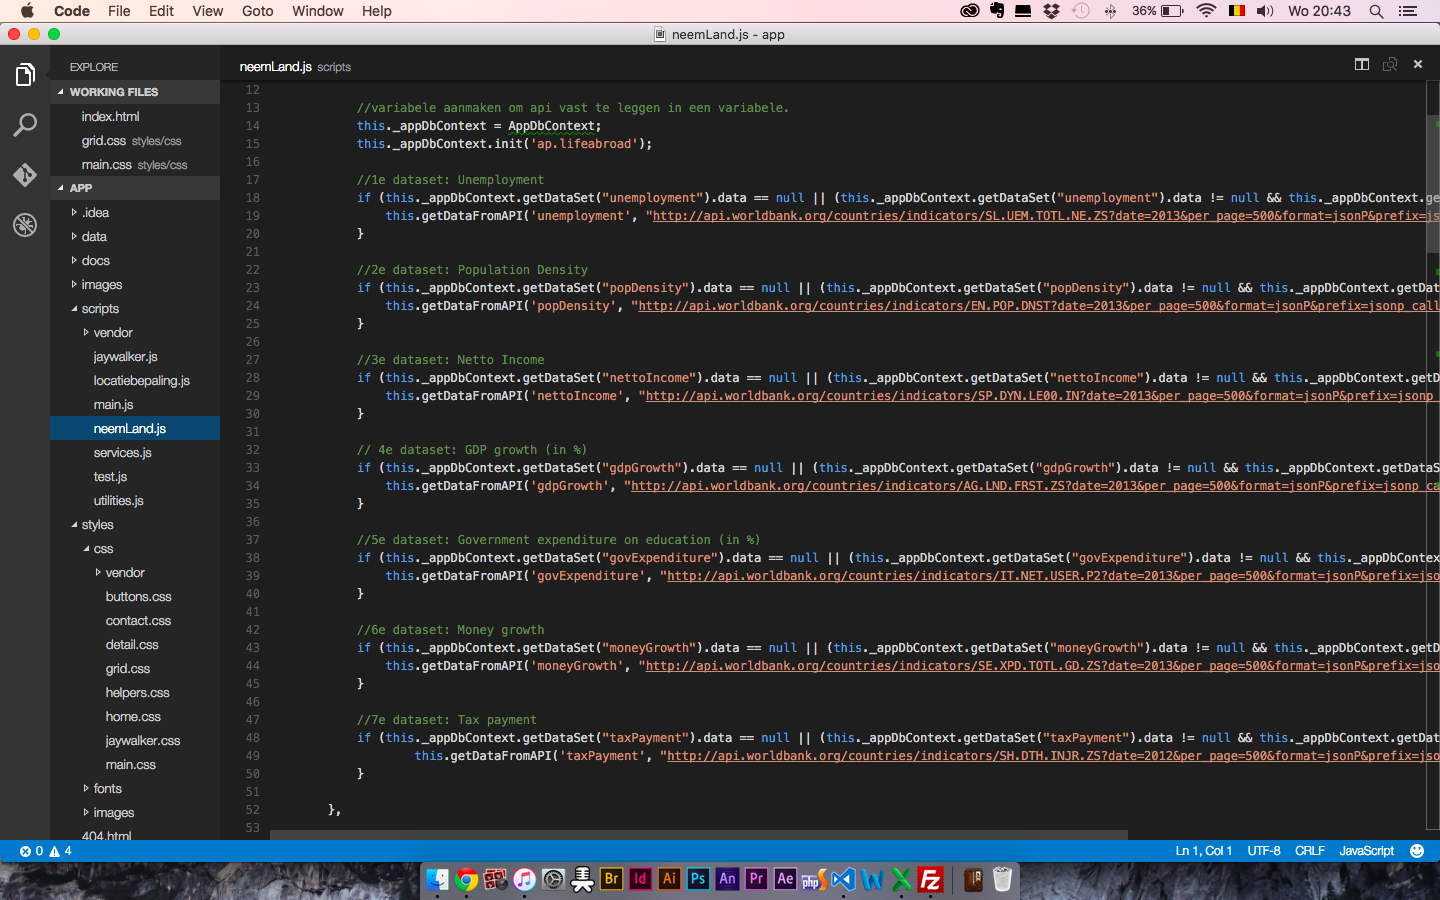 Code File Edit View Goto Window Help 36% Wo 20:43
neemLand.js - app
EXPLORE
WORKING FILES
index.html
grid.css styles/css
main.css styles/css
APP
.idea
data
docs
images
scripts
vendor
jaywalker.js
locatiebepaling.js
main.js
neemLand.js
services.js
test.js
utilities.js
styles
css
vendor
buttons.css
contact.css
detail.css
grid.css
helpers.css
home.css
jaywalker.css
main.css
fonts
images
404.html
neemLand.js scripts
12
13 //variabele aanmaken om api vast te leggen in een variabele.
14 this._appDbContext = AppDbContext;
15 this._appDbContext.init('ap.lifeabroad');
16
17 //1e dataset: Unemployment
18 if (this._appDbContext.getDataSet("unemployment").data == null || (this._appDbContext.getDataSet("unemployment").data != null && this._appDbContext.ge
19 this.getDataFromAPI('unemployment', "http://api.worldbank.org/countries/indicators/SL.UEM.TOTL.NE.ZS?date=2013&per_page=500&format=jsonP&prefix=js
20 }
21
22 //2e dataset: Population Density
23 if (this._appDbContext.getDataSet("popDensity").data == null || (this._appDbContext.getDataSet("popDensity").data != null && this._appDbContext.getDat
24 this.getDataFromAPI('popDensity', "http://api.worldbank.org/countries/indicators/EN.POP.DNST?date=2013&per_page=500&format=jsonP&prefix=jsonp_call
25 }
26
27 //3e dataset: Netto Income
28 if (this._appDbContext.getDataSet("nettoIncome").data == null || (this._appDbContext.getDataSet("nettoIncome").data != null && this._appDbContext.getD
29 this.getDataFromAPI('nettoIncome', "http://api.worldbank.org/countries/indicators/SP.DYN.LE00.IN?date=2013&per_page=500&format=jsonP&prefix=jsonp
30 }
31
32 // 4e dataset: GDP growth (in %)
33 if (this._appDbContext.getDataSet("gdpGrowth").data == null || (this._appDbContext.getDataSet("gdpGrowth").data != null && this._appDbContext.getDataS
34 this.getDataFromAPI('gdpGrowth', "http://api.worldbank.org/countries/indicators/AG.LND.FRST.ZS?date=2013&per_page=500&format=jsonP&prefix=jsonp_ca
35 }
36
37 //5e dataset: Government expenditure on education (in %)
38 if (this._appDbContext.getDataSet("govExpenditure").data == null || (this._appDbContext.getDataSet("govExpenditure").data != null && this._appDbContex
39 this.getDataFromAPI('govExpenditure', "http://api.worldbank.org/countries/indicators/IT.NET.USER.P2?date=2013&per_page=500&format=jsonP&prefix=jso
40 }
41
42 //6e dataset: Money growth
43 if (this._appDbContext.getDataSet("moneyGrowth").data == null || (this._appDbContext.getDataSet("moneyGrowth").data != null && this._appDbContext.getD
44 this.getDataFromAPI('moneyGrowth', "http://api.worldbank.org/countries/indicators/SE.XPD.TOTL.GD.ZS?date=2013&per_page=500&format=jsonP&prefix=jso
45 }
46
47 //7e dataset: Tax payment
48 if (this._appDbContext.getDataSet("taxPayment").data == null || (this._appDbContext.getDataSet("taxPayment").data != null && this._appDbContext.getDat
49 this.getDataFromAPI('taxPayment', "http://api.worldbank.org/countries/indicators/SH.DTH.INJR.ZS?date=2012&per_page=500&format=jsonP&prefix=jso
50 }
51
52 },
53
0 4 Ln 1, Col 1 UTF-8 CRLF JavaScript
Br Id Ai Ps An Pr Ae php W X Fz